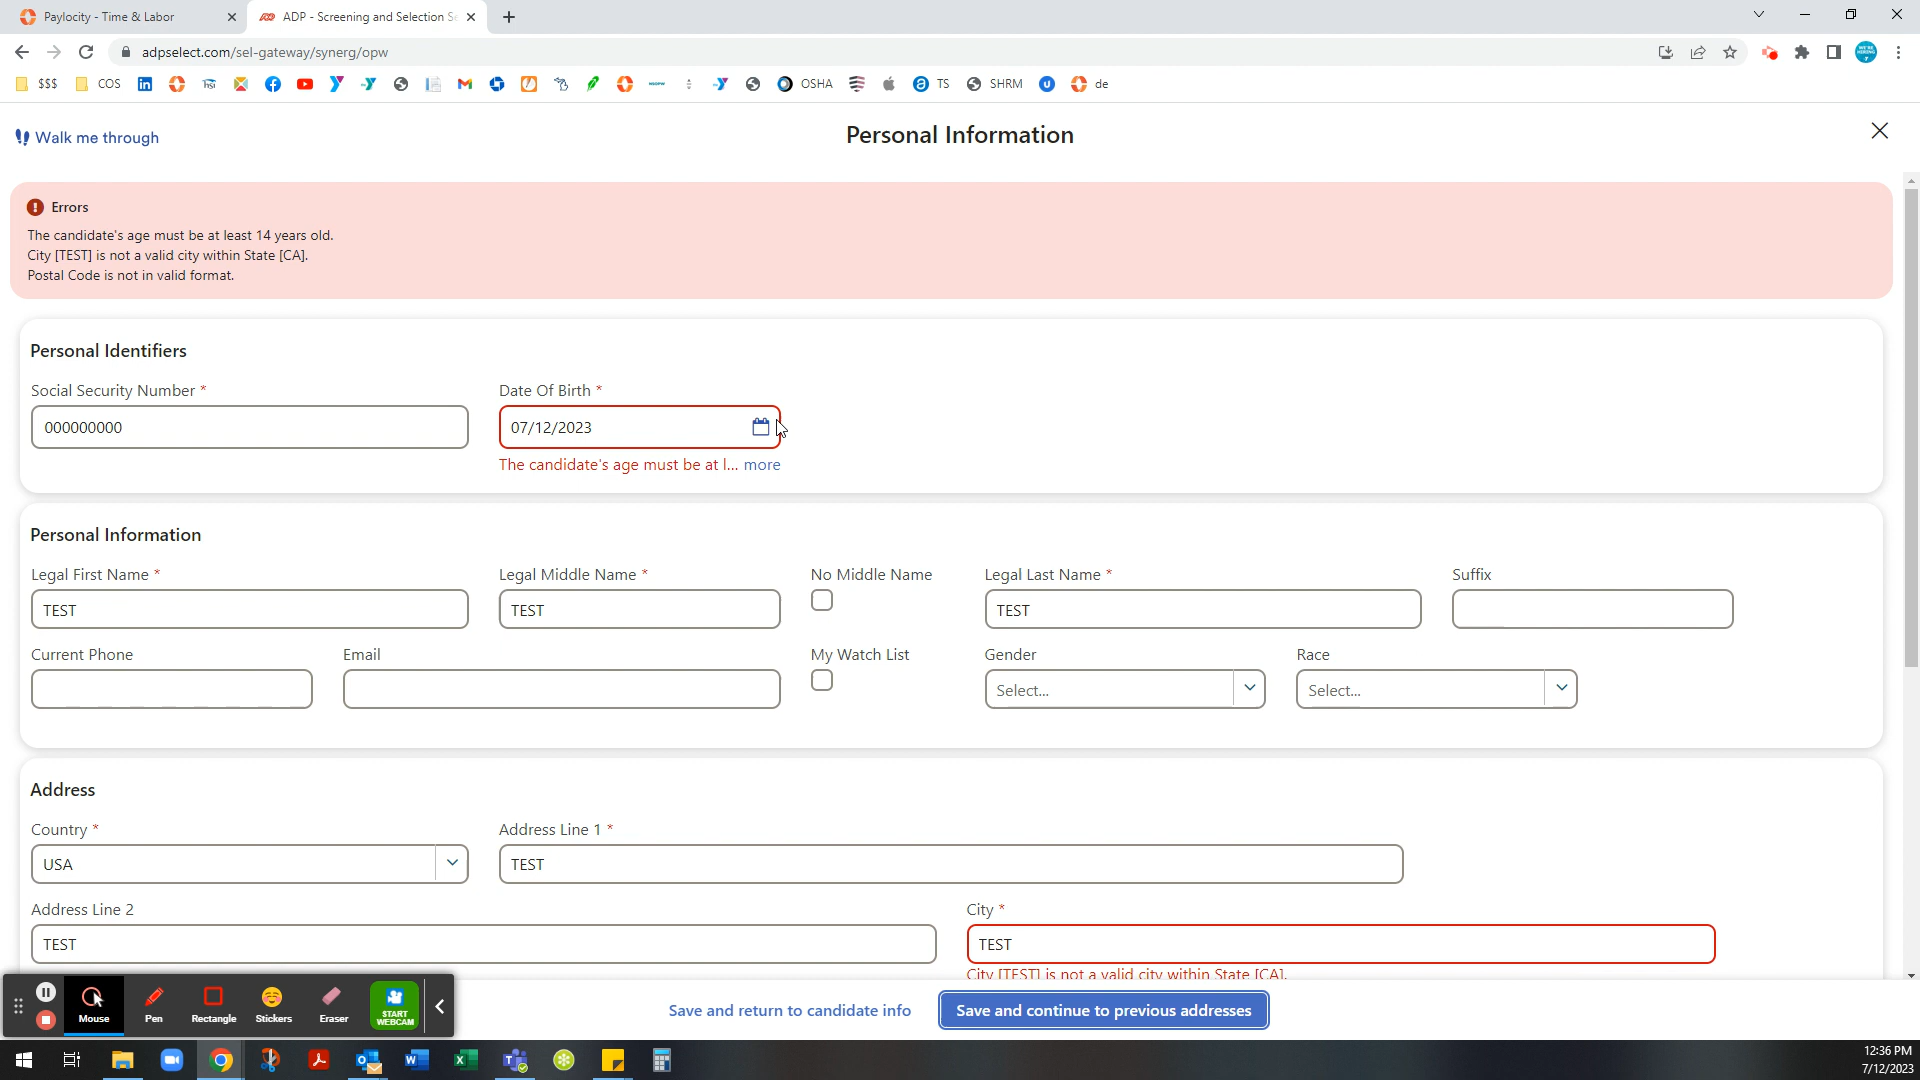 Paylocity - Time & Labor
ADP - Screening and Selection S
adpselect.com/sel-gateway/synerg/opw
$$$ COS OSHA TS SHRM de
Walk me through
Personal Information
Errors
The candidate's age must be at least 14 years old.
City [TEST] is not a valid city within State [CA].
Postal Code is not in valid format.
Personal Identifiers
Social Security Number * Date Of Birth *
000000000 07/12/2023
The candidate's age must be at l... more
Personal Information
Legal First Name * Legal Middle Name * No Middle Name Legal Last Name * Suffix
TEST TEST TEST
Current Phone Email My Watch List Gender Race
Select... Select...
Address
Country * Address Line 1 *
USA TEST
Address Line 2 City *
TEST TEST
City [TEST] is not a valid city within State [CA].
Mouse Pen Rectangle Stickers Eraser START WEBCAM
Save and return to candidate info Save and continue to previous addresses
12:36 PM
7/12/2023